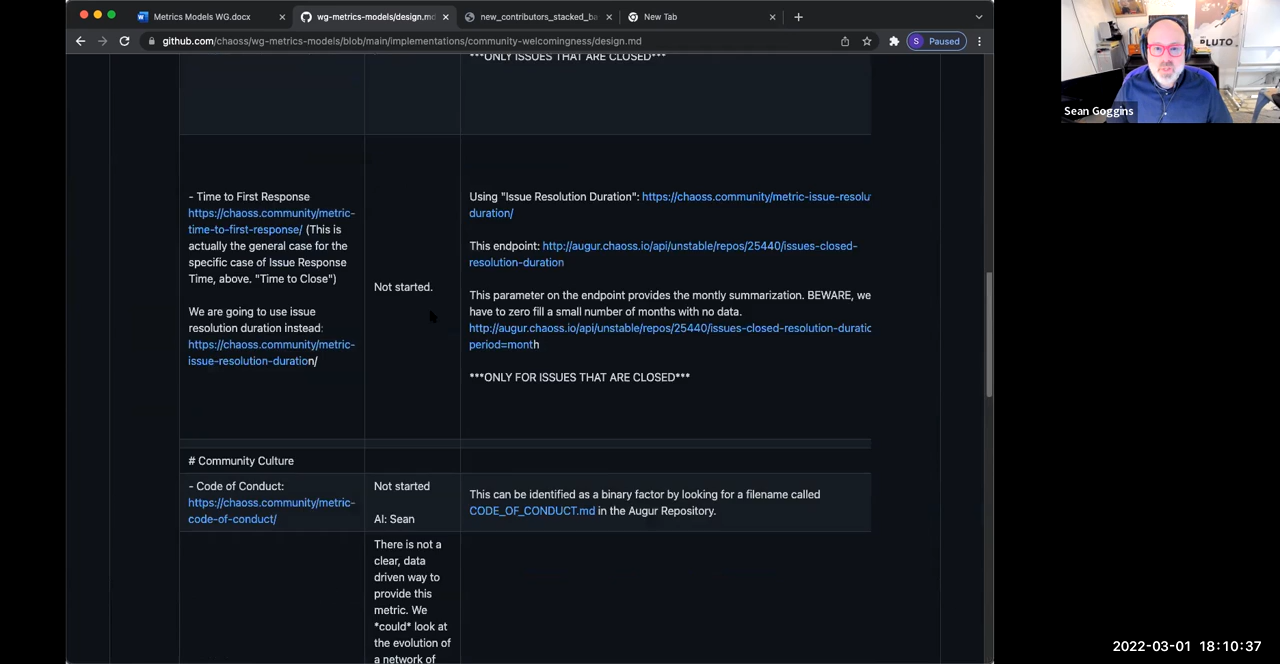 Metrics Models WG.docx
wg-metrics-models/design.md
new_contributors_stacked_ba
New Tab
github.com/chaoss/wg-metrics-models/blob/main/implementations/community-welcomingness/design.md
S Paused
***ONLY ISSUES THAT ARE CLOSED***
- Time to First Response
https://chaoss.community/metric-
time-to-first-response/ (This is
actually the general case for the
specific case of Issue Response
Time, above. "Time to Close")
We are going to use issue
resolution duration instead:
https://chaoss.community/metric-
issue-resolution-duration/
Not started.
Using "Issue Resolution Duration": https://chaoss.community/metric-issue-resolu
duration/
This endpoint: http://augur.chaoss.io/api/unstable/repos/25440/issues-closed-
resolution-duration
This parameter on the endpoint provides the montly summarization. BEWARE, we
have to zero fill a small number of months with no data.
http://augur.chaoss.io/api/unstable/repos/25440/issues-closed-resolution-duratic
period=month
***ONLY FOR ISSUES THAT ARE CLOSED***
# Community Culture
- Code of Conduct:
https://chaoss.community/metric-
code-of-conduct/
Not started
AI: Sean
This can be identified as a binary factor by looking for a filename called
CODE_OF_CONDUCT.md in the Augur Repository.
There is not a
clear, data
driven way to
provide this
metric. We
*could* look at
the evolution of
a network of
PLUTO
Sean Goggins
2022-03-01 18:10:37